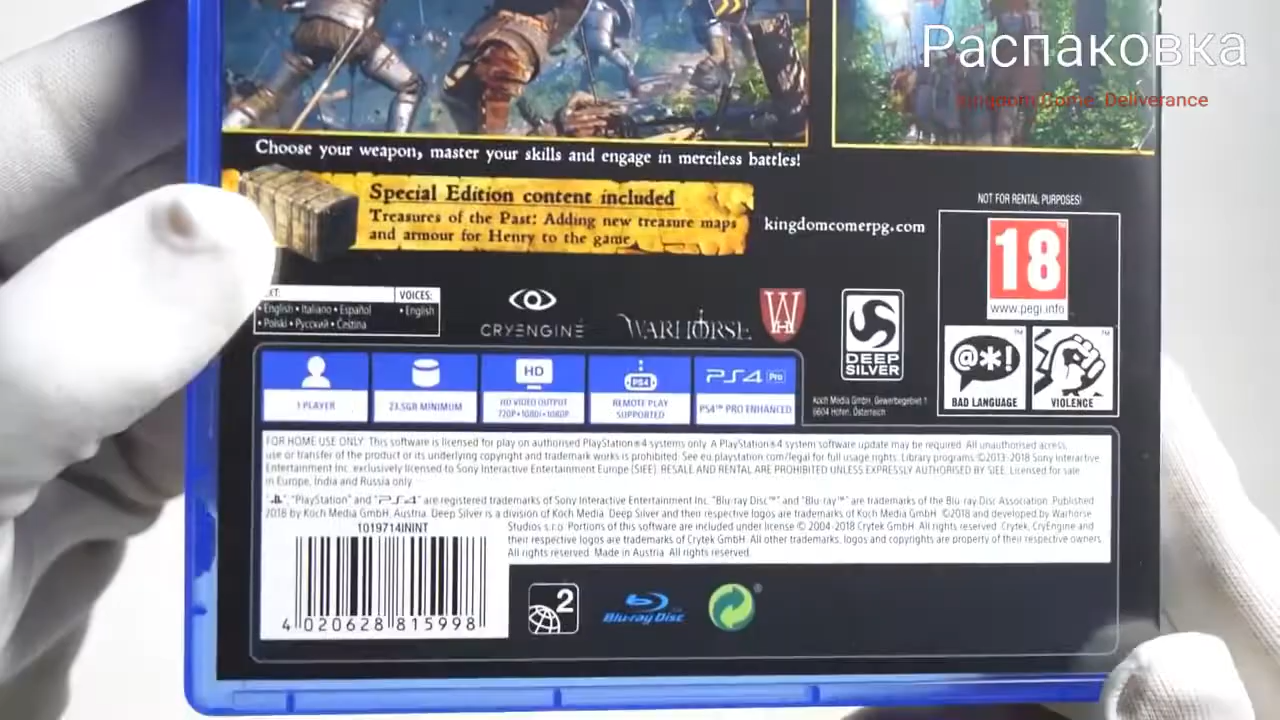 Распаковка
Kingdom Come: Deliverance
Choose your weapon, master your skills and engage in merciless battles!
Special Edition content included
Treasures of the Past: Adding new treasure maps
and armour for Henry to the game
kingdomcomerpg.com
NOT FOR RENTAL PURPOSES!
18
www.pegi.info
VOICES:
• English • Italiano • Español
• English
• Polski • Русский • Čeština
CRYENGINE
WARHORSE
WH
DEEP
SILVER
@*!
BAD LANGUAGE
VIOLENCE
HD
PS4
PS4 Pro
1 PLAYER
23.5GB MINIMUM
HD VIDEO OUTPUT
720P•1080i•1080P
REMOTE PLAY
SUPPORTED
PS4™ PRO ENHANCED
Koch Media GmbH, Gewerbegebiet 1
6604 Höfen, Österreich
FOR HOME USE ONLY: This software is licensed for play on authorised PlayStation®4 systems only. A PlayStation®4 system software update may be required. All unauthorised access,
use or transfer of the product or its underlying copyright and trademark works is prohibited. See eu.playstation.com/legal for full usage rights. Library programs ©2013-2018 Sony Interactive
Entertainment Inc. exclusively licensed to Sony Interactive Entertainment Europe (SIEE). RESALE AND RENTAL ARE PROHIBITED UNLESS EXPRESSLY AUTHORISED BY SIEE. Licensed for sale
in Europe, India and Russia only.
"PlayStation" and "PS4" are registered trademarks of Sony Interactive Entertainment Inc. "Blu-ray Disc™" and "Blu-ray™" are trademarks of the Blu-ray Disc Association. Published
2018 by Koch Media GmbH, Austria. Deep Silver is a division of Koch Media. Deep Silver and their respective logos are trademarks of Koch Media GmbH. ©2018 and developed by Warhorse
Studios s.r.o. Portions of this software are included under license © 2004-2018 Crytek GmbH. All rights reserved. Crytek, CryEngine and
their respective logos are trademarks of Crytek GmbH. All other trademarks, logos and copyrights are property of their respective owners.
All rights reserved. Made in Austria. All rights reserved.
1019714ININT
4 020628 815998
2
Blu-ray Disc